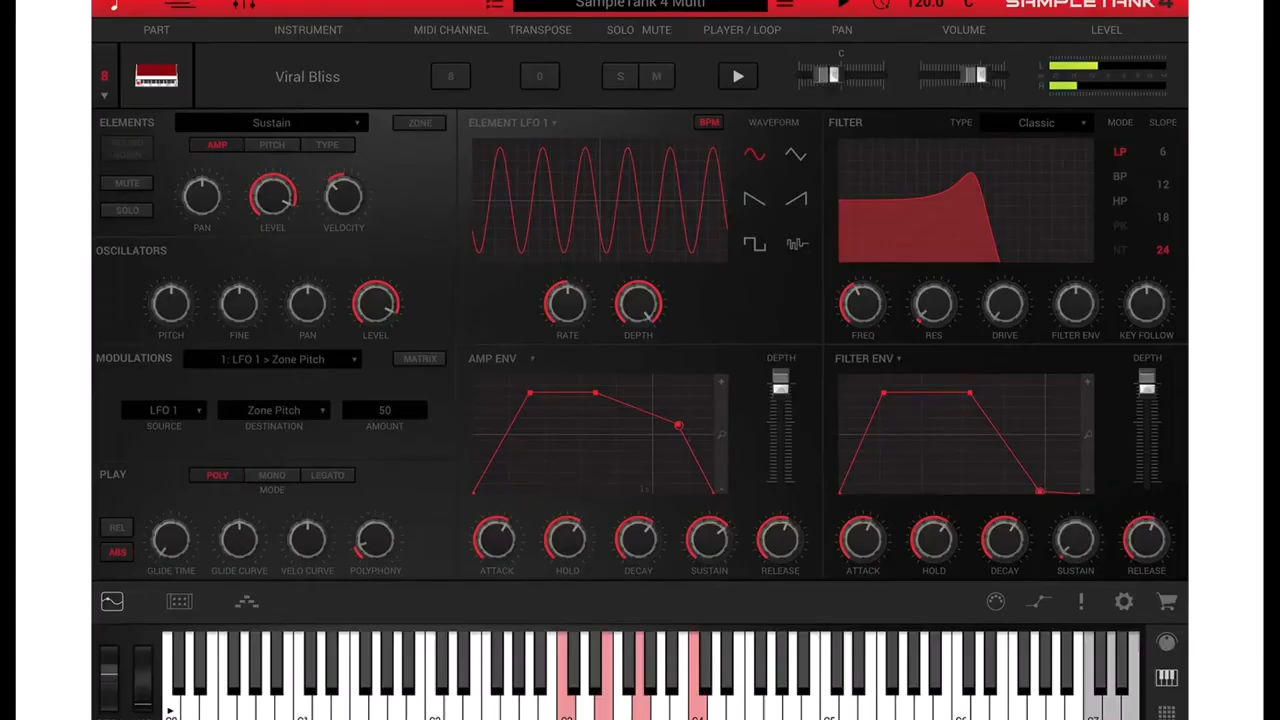 SampleTank 4 Multi 120.0 C SAMPLETANK 4
PART INSTRUMENT MIDI CHANNEL TRANSPOSE SOLO MUTE PLAYER / LOOP PAN VOLUME LEVEL
C
8 Viral Bliss 8 0 S M L
R
ELEMENTS Sustain ZONE ELEMENT LFO 1 BPM WAVEFORM FILTER TYPE Classic MODE SLOPE
ROUND ROBIN AMP PITCH TYPE LP 6
MUTE BP 12
SOLO HP 18
PAN LEVEL VELOCITY PK
OSCILLATORS NT 24
PITCH FINE PAN LEVEL RATE DEPTH FREQ RES DRIVE FILTER ENV KEY FOLLOW
MODULATIONS 1: LFO 1 > Zone Pitch MATRIX AMP ENV DEPTH FILTER ENV DEPTH
LFO 1 Zone Pitch 50
SOURCE DESTINATION AMOUNT
PLAY POLY MONO LEGATO
MODE 1s
REL
ABS
GLIDE TIME GLIDE CURVE VELO CURVE POLYPHONY ATTACK HOLD DECAY SUSTAIN RELEASE ATTACK HOLD DECAY SUSTAIN RELEASE